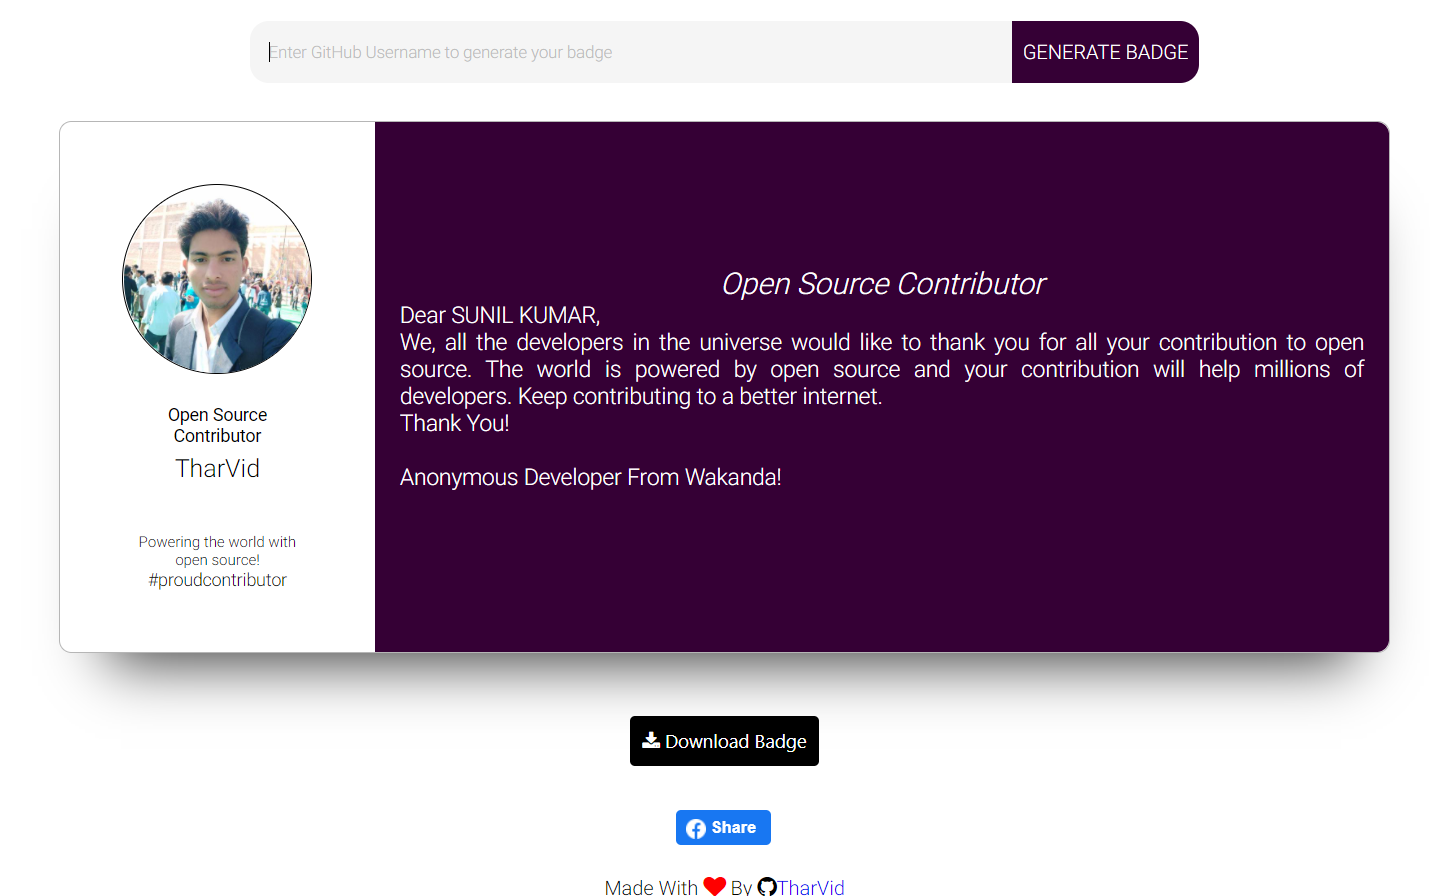 Enter GitHub Username to generate your badge
GENERATE BADGE
Open Source
Contributor
TharVid
Powering the world with
open source!
#proudcontributor
Open Source Contributor
Dear SUNIL KUMAR,
We, all the developers in the universe would like to thank you for all your contribution to open
source. The world is powered by open source and your contribution will help millions of
developers. Keep contributing to a better internet.
Thank You!
Anonymous Developer From Wakanda!
Download Badge
Share
Made With By TharVid